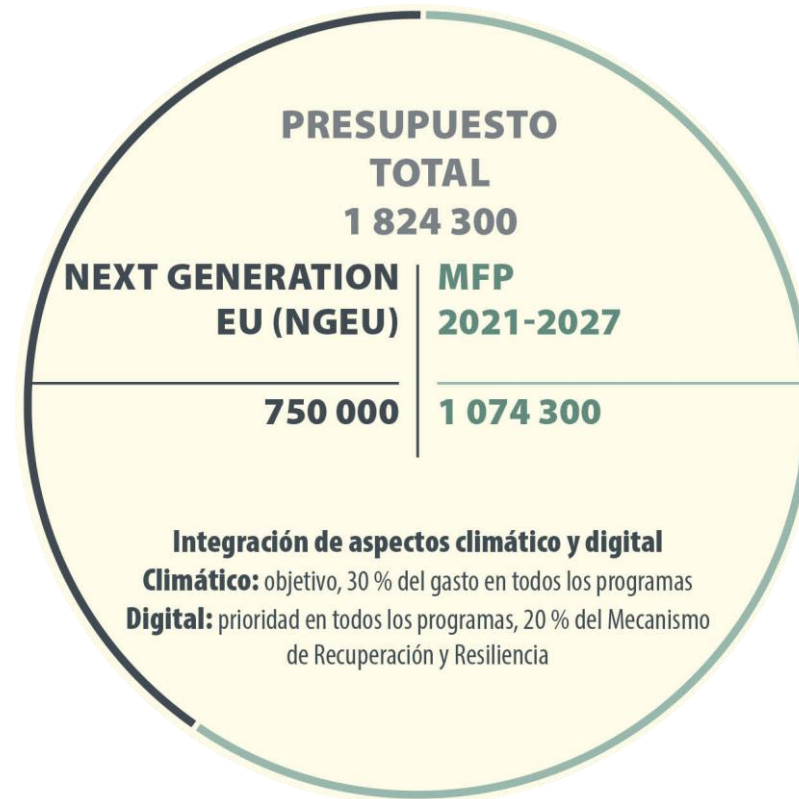 PRESUPUESTO
TOTAL
1 824 300
NEXT GENERATION
EU (NGEU)
750 000
MFP
2021-2027
1 074 300
Integración de aspectos climático y digital
Climático: objetivo, 30 % del gasto en todos los programas
Digital: prioridad en todos los programas, 20 % del Mecanismo
de Recuperación y Resiliencia